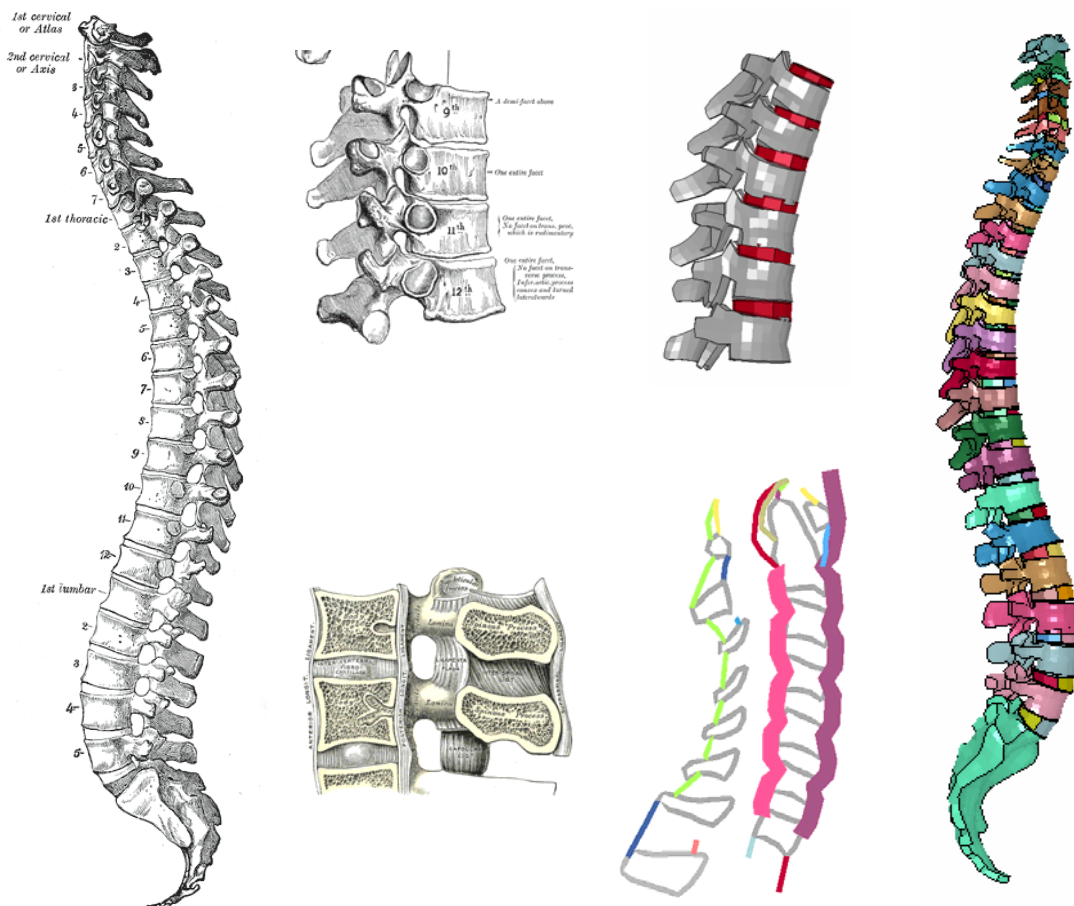 1st cervical
or Atlas
2nd cervical
or Axis
3
4
5
6
7
1st thoracic
2
3
4
5
6
7
8
9
10
11
12
1st lumbar
2
3
4
5
9th
A demi-facet above
10th
One entire facet
11th
One entire facet,
No facet on trans. proc.
which is rudimentary
12th
One entire facet,
No facet on trans-
verse process,
Infer. artic. process
convex and turned
lateralwards
Lamina
Lamina